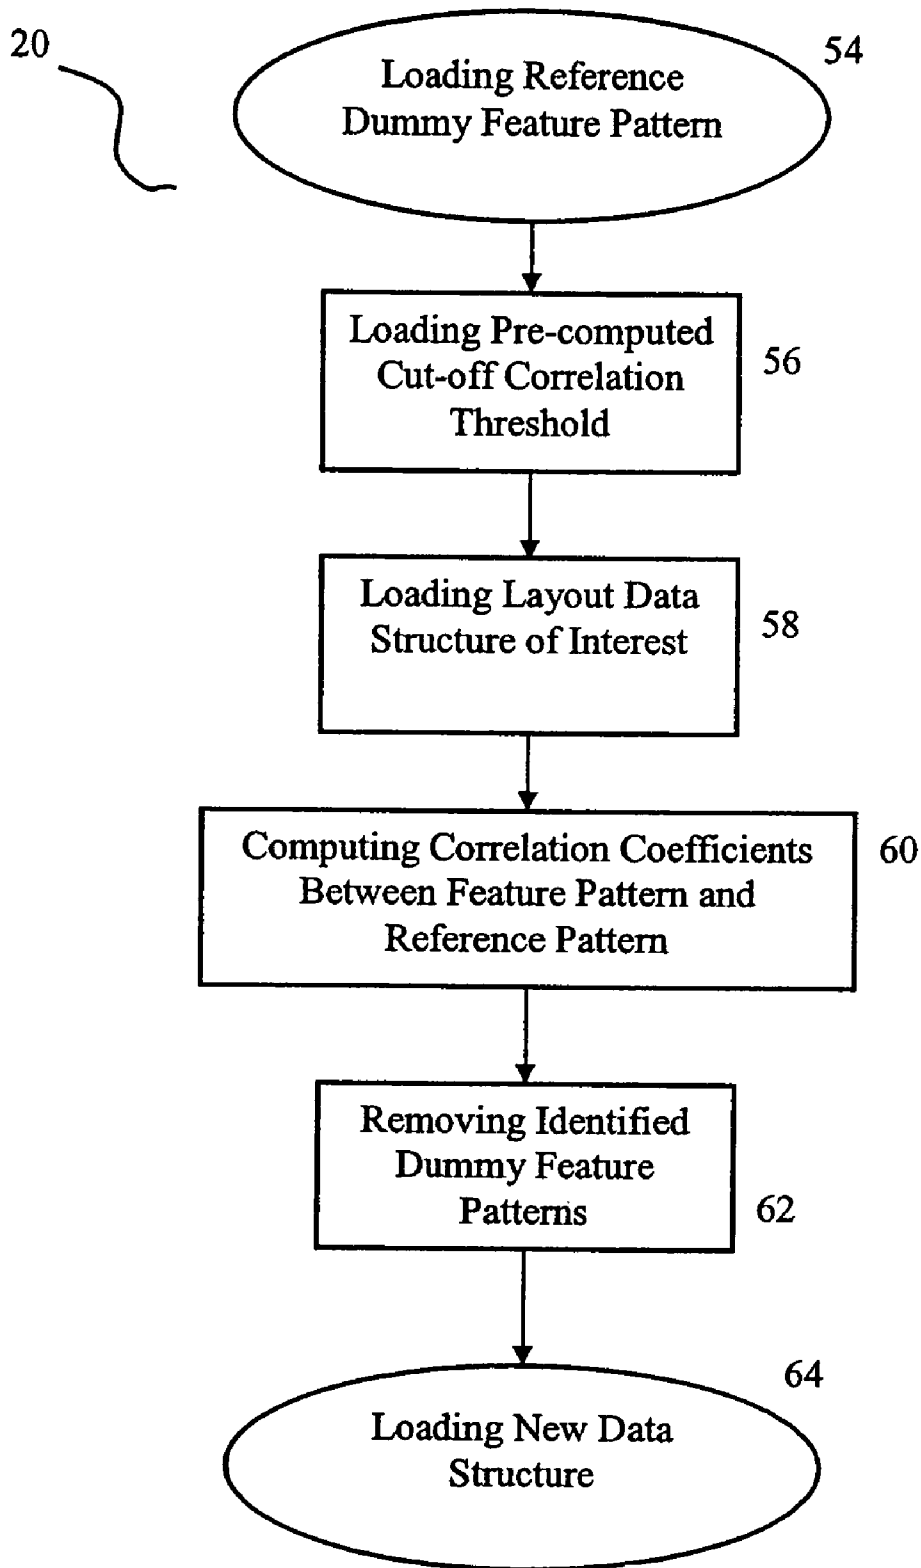 20
54
Loading Reference
Dummy Feature Pattern
Loading Pre-computed
Cut-off Correlation
Threshold
56
Loading Layout Data
Structure of Interest
58
Computing Correlation Coefficients
Between Feature Pattern and
Reference Pattern
60
Removing Identified
Dummy Feature
Patterns
62
64
Loading New Data
Structure